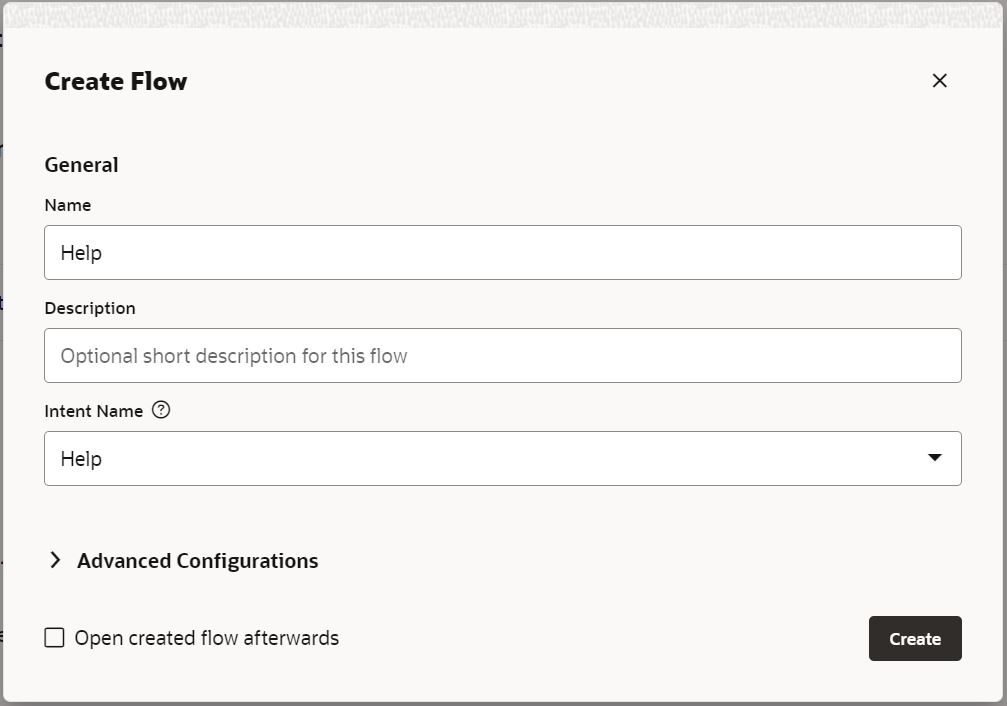 Create Flow
General
Name
Help
Description
Optional short description for this flow
Intent Name
Help
Advanced Configurations
Open created flow afterwards
Create